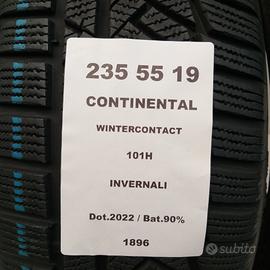 235 55 19
CONTINENTAL
WINTERCONTACT
101H
INVERNALI
Dot.2022 / Bat.90%
1896
subito